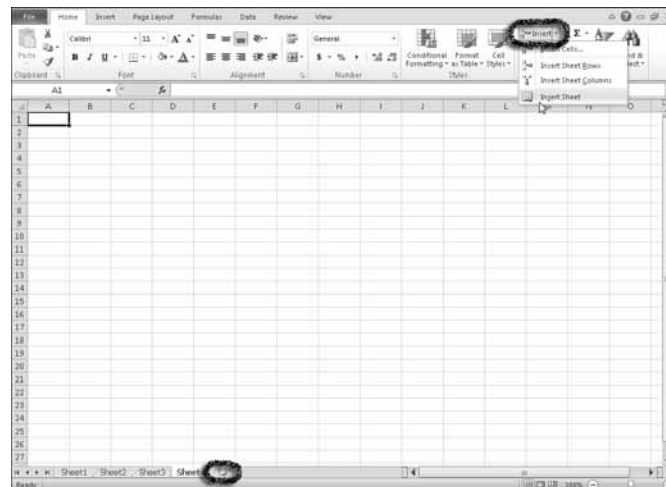 File Home Insert Page Layout Formulas Data Review View
Insert
Calibri 11 A A General Σ
Paste B I U A $ % , Conditional Format Cell Cells...
Formatting as Table Styles Insert Sheet Rows
Clipboard Font Alignment Number Styles Insert Sheet Columns
A1 fx Insert Sheet
A B C D E F G H I J K L O
1
2
3
4
5
6
7
8
9
10
11
12
13
14
15
16
17
18
19
20
21
22
23
24
25
26
27
Sheet1 Sheet2 Sheet3
Ready 100%